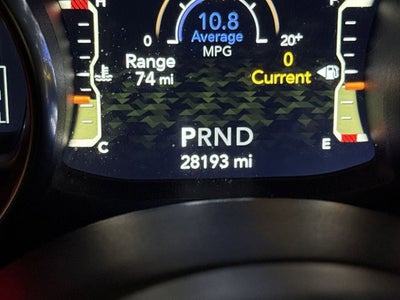 H F
10.8
Average
MPG
0 20+
Range
74 mi
0
Current
PRND
28193 mi
C E